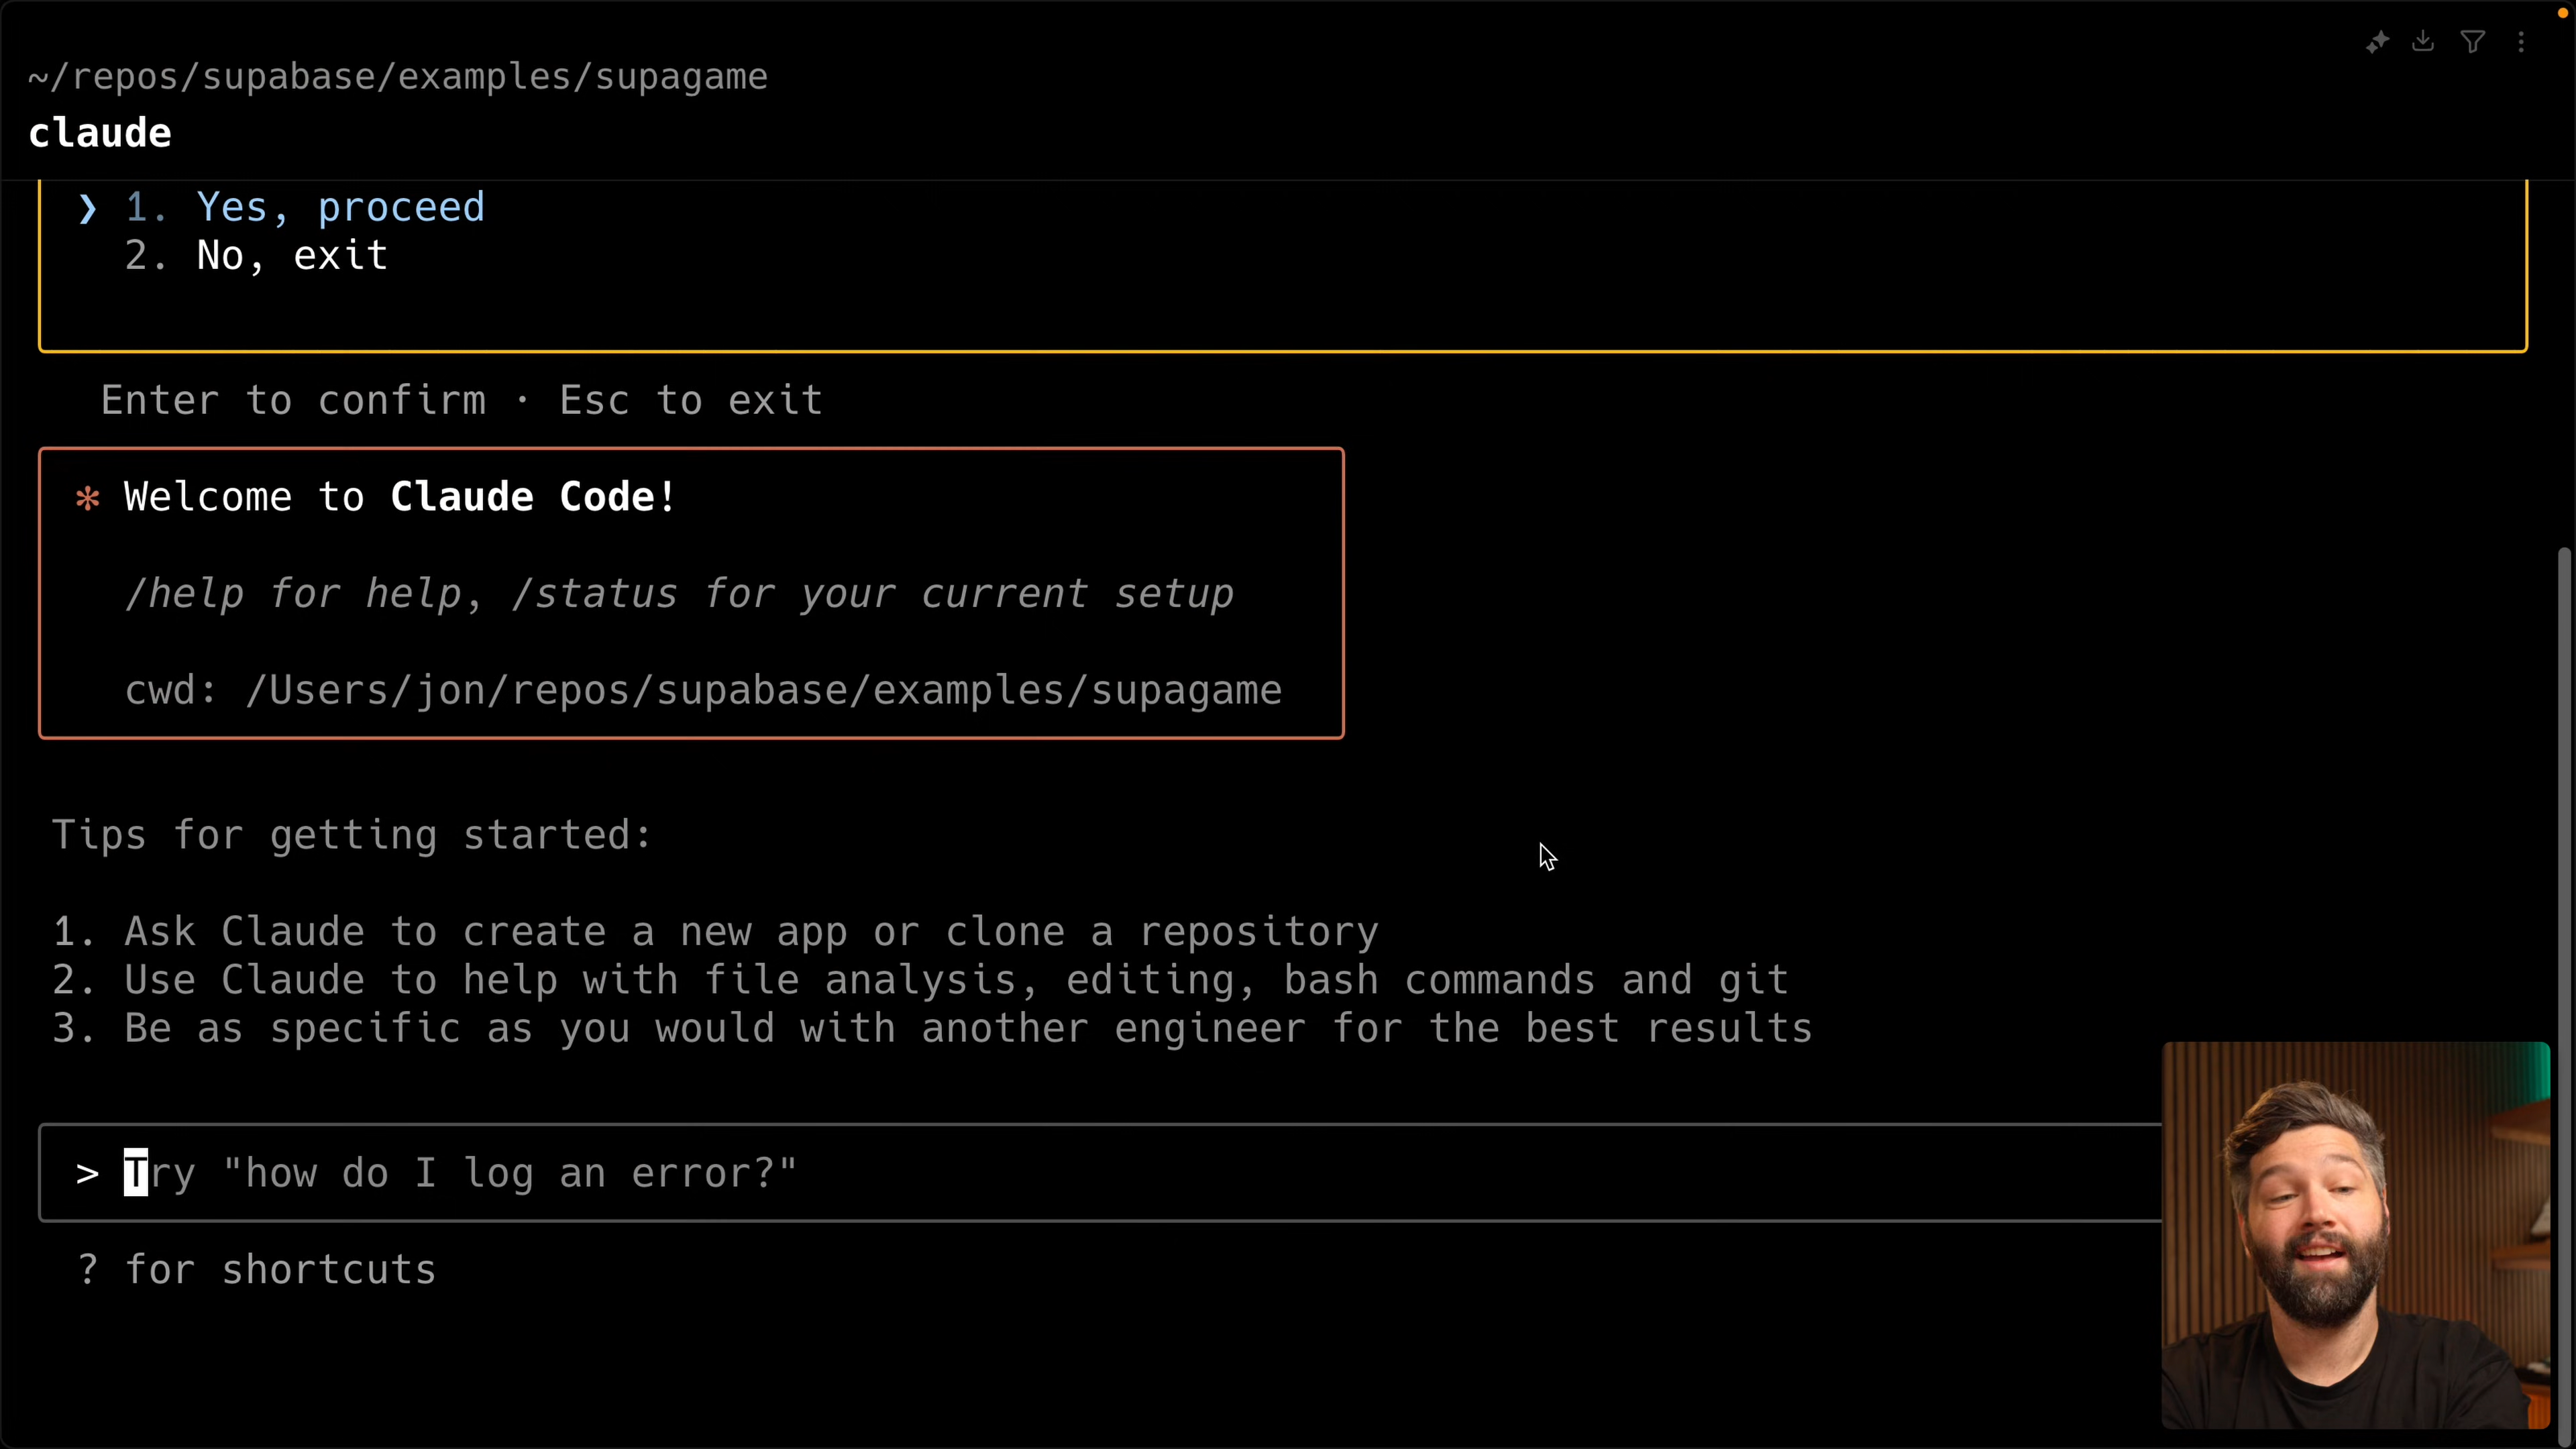 ~/repos/supabase/examples/supagame
claude
❯ 1. Yes, proceed
2. No, exit
Enter to confirm · Esc to exit
✻ Welcome to Claude Code!
/help for help, /status for your current setup
cwd: /Users/jon/repos/supabase/examples/supagame
Tips for getting started:
1. Ask Claude to create a new app or clone a repository
2. Use Claude to help with file analysis, editing, bash commands and git
3. Be as specific as you would with another engineer for the best results
> Try "how do I log an error?"
? for shortcuts